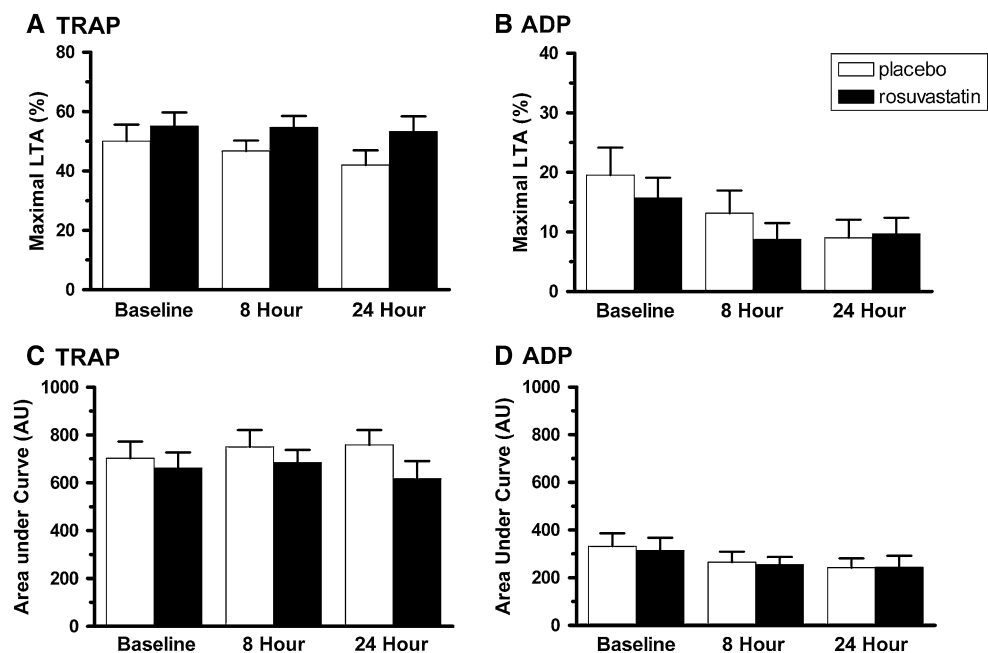 A TRAP
Maximal LTA (%)
80
60
40
20
0
Baseline 8 Hour 24 Hour
B ADP
Maximal LTA (%)
40
30
20
10
0
placebo
rosuvastatin
Baseline 8 Hour 24 Hour
C TRAP
Area under Curve (AU)
1000
800
600
400
200
0
Baseline 8 Hour 24 Hour
D ADP
Area Under Curve (AU)
1000
800
600
400
200
0
Baseline 8 Hour 24 Hour